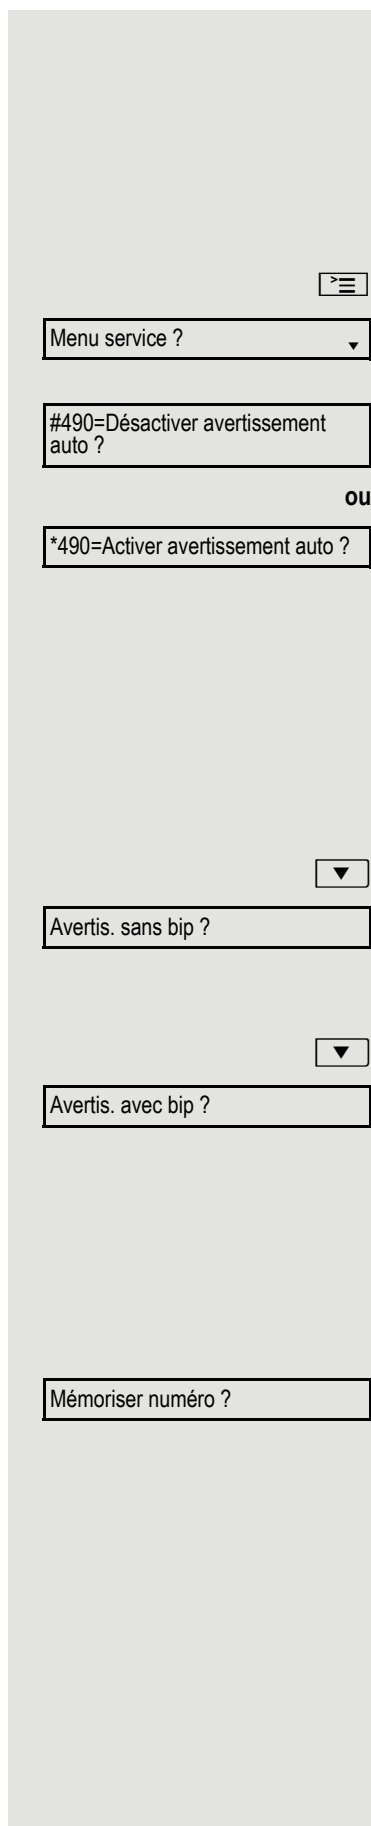 Menu service ?
#490=Désactiver avertissement
auto ?
ou
*490=Activer avertissement auto ?
Avertis. sans bip ?
Avertis. avec bip ?
Mémoriser numéro ?